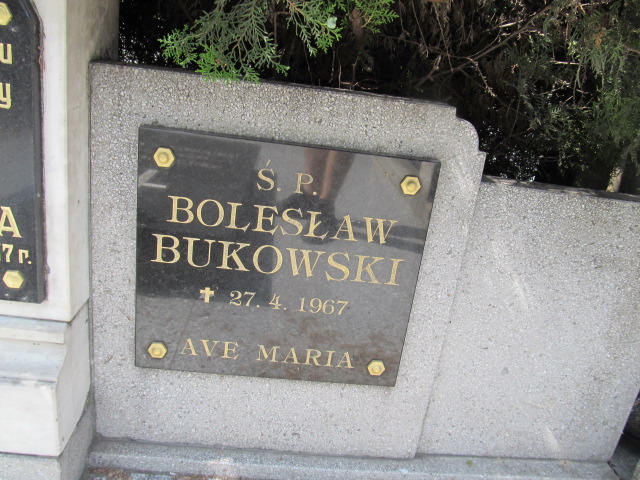 Ś. P.
BOLESŁAW
BUKOWSKI
✝ 27. 4. 1967
AVE MARIA